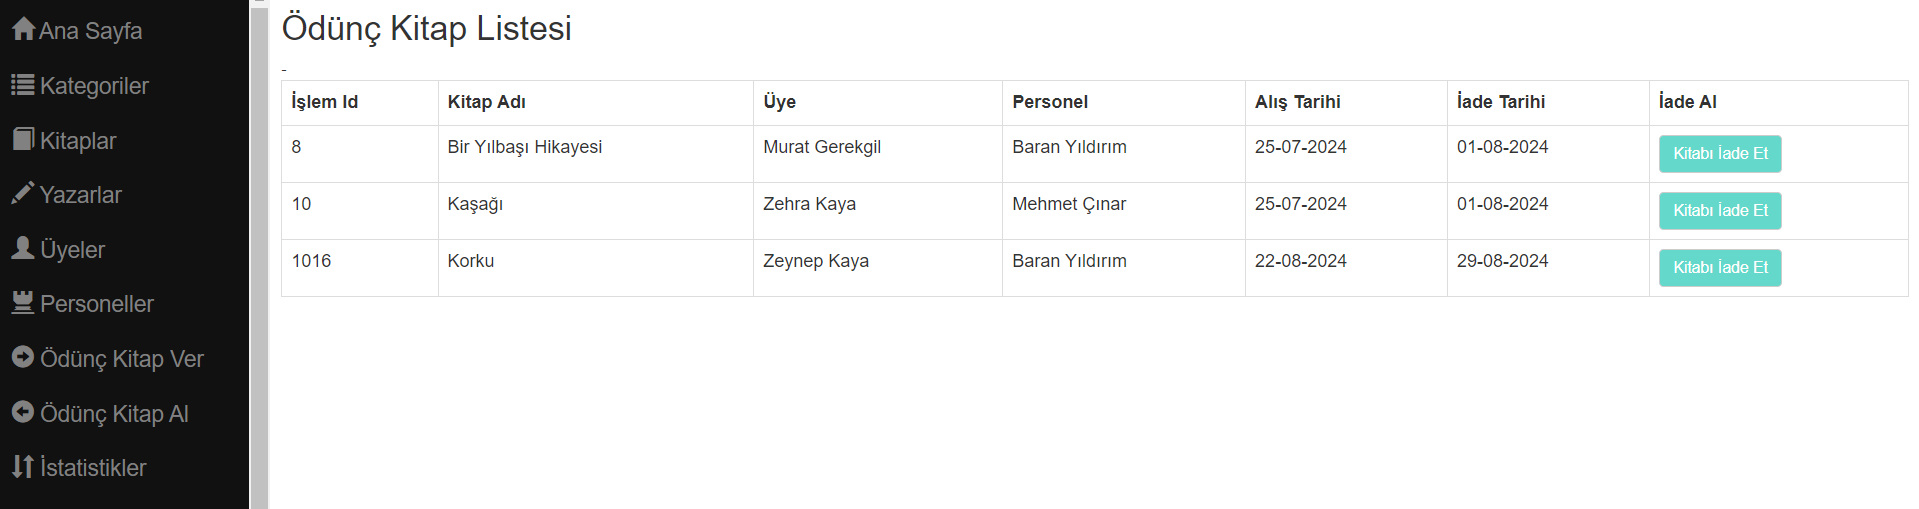 Ana Sayfa
Kategoriler
Kitaplar
Yazarlar
Üyeler
Personeller
Ödünç Kitap Ver
Ödünç Kitap Al
İstatistikler
Ödünç Kitap Listesi
-
İşlem Id Kitap Adı Üye Personel Alış Tarihi İade Tarihi İade Al
8 Bir Yılbaşı Hikayesi Murat Gerekgil Baran Yıldırım 25-07-2024 01-08-2024 Kitabı İade Et
10 Kaşağı Zehra Kaya Mehmet Çınar 25-07-2024 01-08-2024 Kitabı İade Et
1016 Korku Zeynep Kaya Baran Yıldırım 22-08-2024 29-08-2024 Kitabı İade Et